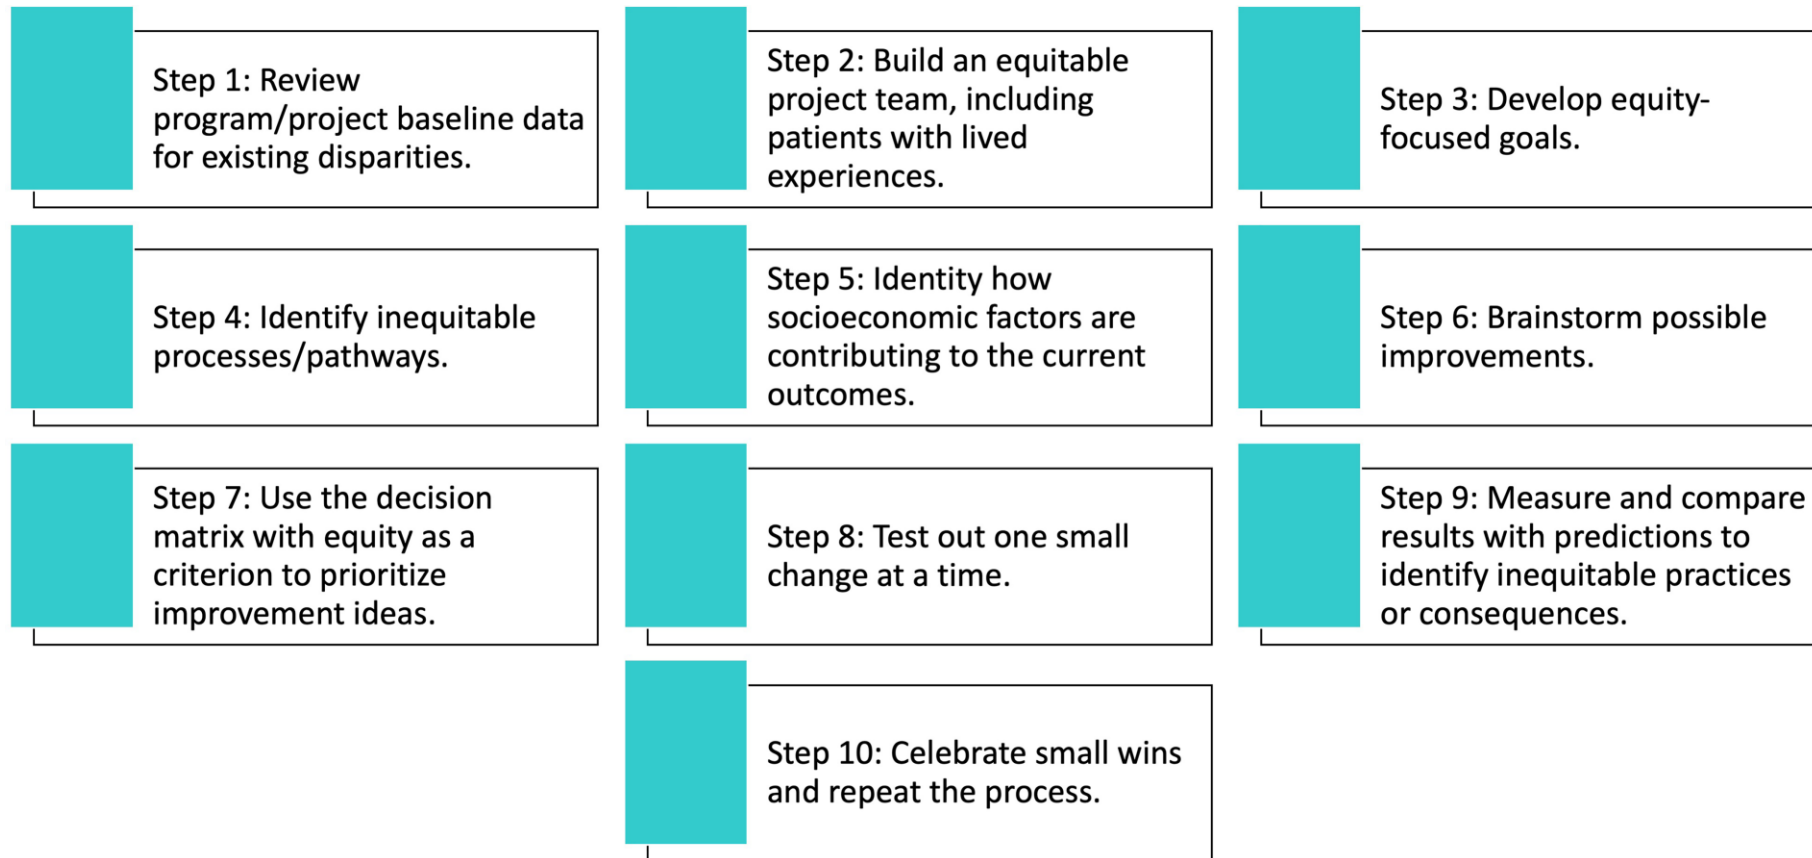 Step 1: Review
program/project baseline data
for existing disparities.
Step 2: Build an equitable
project team, including
patients with lived
experiences.
Step 3: Develop equity-
focused goals.
Step 4: Identify inequitable
processes/pathways.
Step 5: Identity how
socioeconomic factors are
contributing to the current
outcomes.
Step 6: Brainstorm possible
improvements.
Step 7: Use the decision
matrix with equity as a
criterion to prioritize
improvement ideas.
Step 8: Test out one small
change at a time.
Step 9: Measure and compare
results with predictions to
identify inequitable practices
or consequences.
Step 10: Celebrate small wins
and repeat the process.